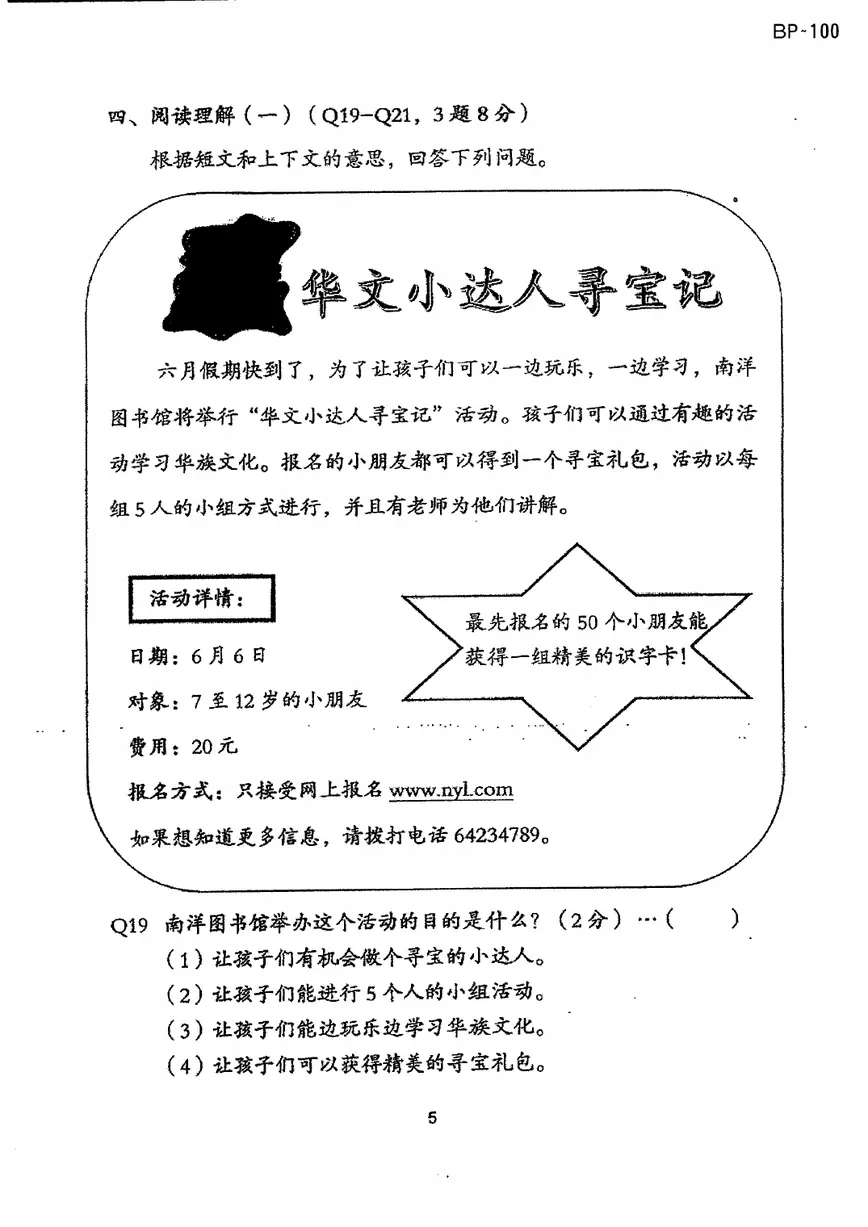 BP-100
四、阅读理解（一）（Q19-Q21，3题8分）
根据短文和上下文的意思，回答下列问题。
华文小达人寻宝记
六月假期快到了，为了让孩子们可以一边玩乐，一边学习，南洋
图书馆将举行“华文小达人寻宝记”活动。孩子们可以通过有趣的活
动学习华族文化。报名的小朋友都可以得到一个寻宝礼包，活动以每
组5人的小组方式进行，并且有老师为他们讲解。
活动详情：
最先报名的50个小朋友能
获得一组精美的识字卡！
日期：6月6日
对象：7至12岁的小朋友
费用：20元
报名方式：只接受网上报名 www.nyl.com
如果想知道更多信息，请拨打电话 64234789。
Q19 南洋图书馆举办这个活动的目的是什么？（2分）…（ ）
（1）让孩子们有机会做个寻宝的小达人。
（2）让孩子们能进行5个人的小组活动。
（3）让孩子们能边玩乐边学习华族文化。
（4）让孩子们可以获得精美的寻宝礼包。
5